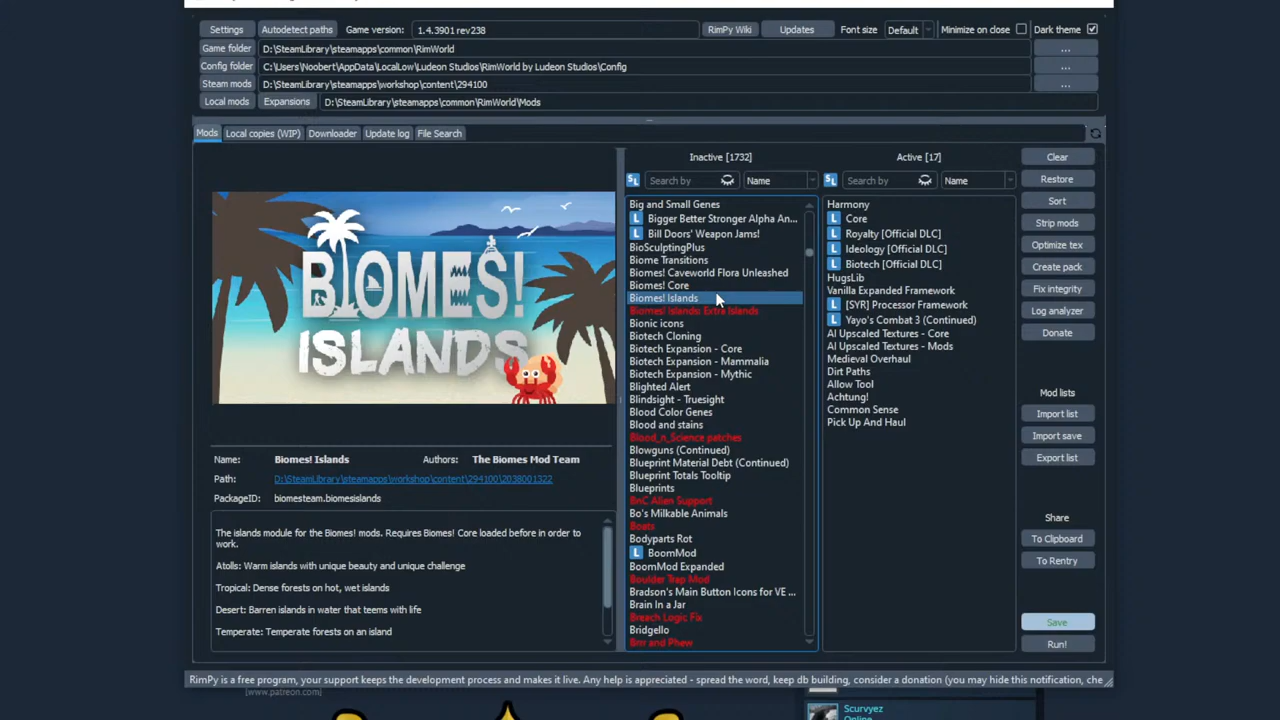 Settings Autodetect paths Game version: 1.4.3901 rev238 RimPy Wiki Updates Font size Default Minimize on close Dark theme
Game folder D:\SteamLibrary\steamapps\common\RimWorld ...
Config folder C:\Users\Noobert\AppData\LocalLow\Ludeon Studios\RimWorld by Ludeon Studios\Config ...
Steam mods D:\SteamLibrary\steamapps\workshop\content\294100 ...
Local mods Expansions D:\SteamLibrary\steamapps\common\RimWorld\Mods
Mods Local copies (WIP) Downloader Update log File Search
BIOMES!
ISLANDS
Name: Biomes! Islands Authors: The Biomes Mod Team
Path: D:\SteamLibrary\steamapps\workshop\content\294100\2038001322
PackageID: biomesteam.biomesislands
The islands module for the Biomes! mods. Requires Biomes! Core loaded before in order to
work.
Atolls: Warm islands with unique beauty and unique challenge
Tropical: Dense forests on hot, wet islands
Desert: Barren islands in water that teems with life
Temperate: Temperate forests on an island
Inactive [1732]
SL Search by Name
Big and Small Genes
L Bigger Better Stronger Alpha An...
L Bill Doors' Weapon Jams!
BioSculptingPlus
Biome Transitions
Biomes! Caveworld Flora Unleashed
Biomes! Core
Biomes! Islands
Biomes! Islands: Extra Islands
Bionic icons
Biotech Cloning
Biotech Expansion - Core
Biotech Expansion - Mammalia
Biotech Expansion - Mythic
Blighted Alert
Blindsight - Truesight
Blood Color Genes
Blood and stains
Blood_n_Science patches
Blowguns (Continued)
Blueprint Material Debt (Continued)
Blueprint Totals Tooltip
Blueprints
BnC Alien Support
Bo's Milkable Animals
Boats
Bodyparts Rot
L BoomMod
BoomMod Expanded
Boulder Trap Mod
Bradson's Main Button Icons for VE ...
Brain In a Jar
Breach Logic Fix
Bridgello
Brrr and Phew
Active [17]
SL Search by Name
Harmony
L Core
L Royalty [Official DLC]
L Ideology [Official DLC]
L Biotech [Official DLC]
HugsLib
Vanilla Expanded Framework
L [SYR] Processor Framework
L Yayo's Combat 3 (Continued)
AI Upscaled Textures - Core
AI Upscaled Textures - Mods
Medieval Overhaul
Dirt Paths
Allow Tool
Achtung!
Common Sense
Pick Up And Haul
Clear
Restore
Sort
Strip mods
Optimize tex
Create pack
Fix integrity
Log analyzer
Donate
Mod lists
Import list
Import save
Export list
Share
To Clipboard
To Rentry
Save
Run!
RimPy is a free program, your support keeps the development process and makes it live. Any help is appreciated - spread the word, keep db building, consider a donation (you may hide this notification, che
[www.patreon.com]
Scurvyez
Online